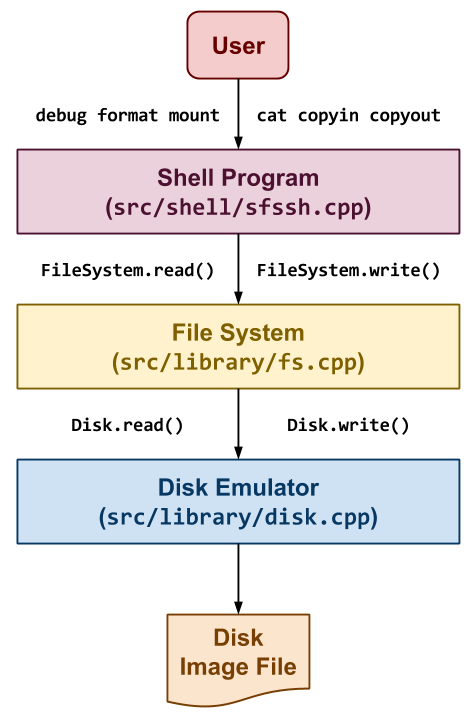 User
debug format mount cat copyin copyout
Shell Program
(src/shell/sfssh.cpp)
FileSystem.read() FileSystem.write()
File System
(src/library/fs.cpp)
Disk.read() Disk.write()
Disk Emulator
(src/library/disk.cpp)
Disk
Image File